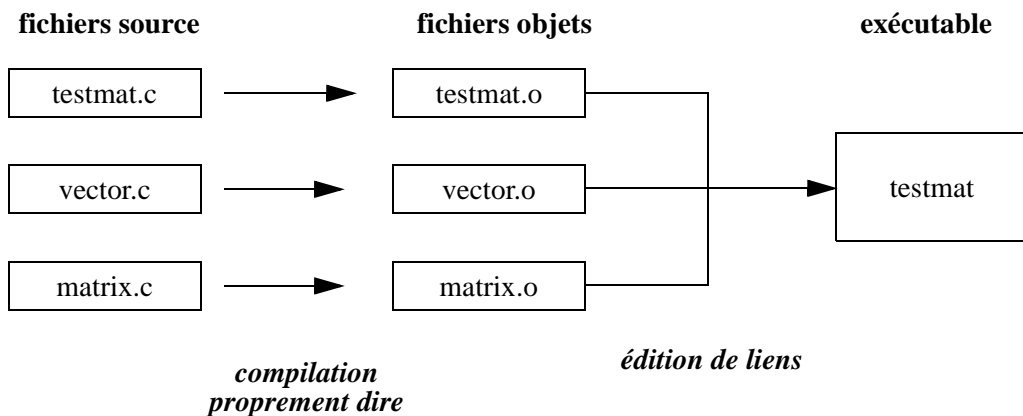 fichiers source
fichiers objets
exécutable
testmat.c
testmat.o
vector.c
vector.o
testmat
matrix.c
matrix.o
édition de liens
compilation
proprement dire